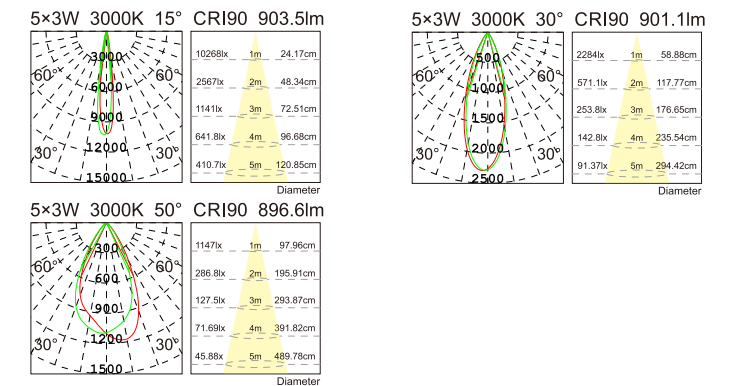 5×3W 3000K 15° CRI90 903.5lm
3000
6000
9000
12000
15000
60° 60°
30° 30°
10268lx 1m 24.17cm
2567lx 2m 48.34cm
1141lx 3m 72.51cm
641.8lx 4m 96.68cm
410.7lx 5m 120.85cm
Diameter
5×3W 3000K 30° CRI90 901.1lm
500
1000
1500
2000
2500
60° 60°
30° 30°
2284lx 1m 58.88cm
571.1lx 2m 117.77cm
253.8lx 3m 176.65cm
142.8lx 4m 235.54cm
91.37lx 5m 294.42cm
Diameter
5×3W 3000K 50° CRI90 896.6lm
300
600
900
1200
1500
60° 60°
30° 30°
1147lx 1m 97.96cm
286.8lx 2m 195.91cm
127.5lx 3m 293.87cm
71.69lx 4m 391.82cm
45.88x 5m 489.78cm
Diameter